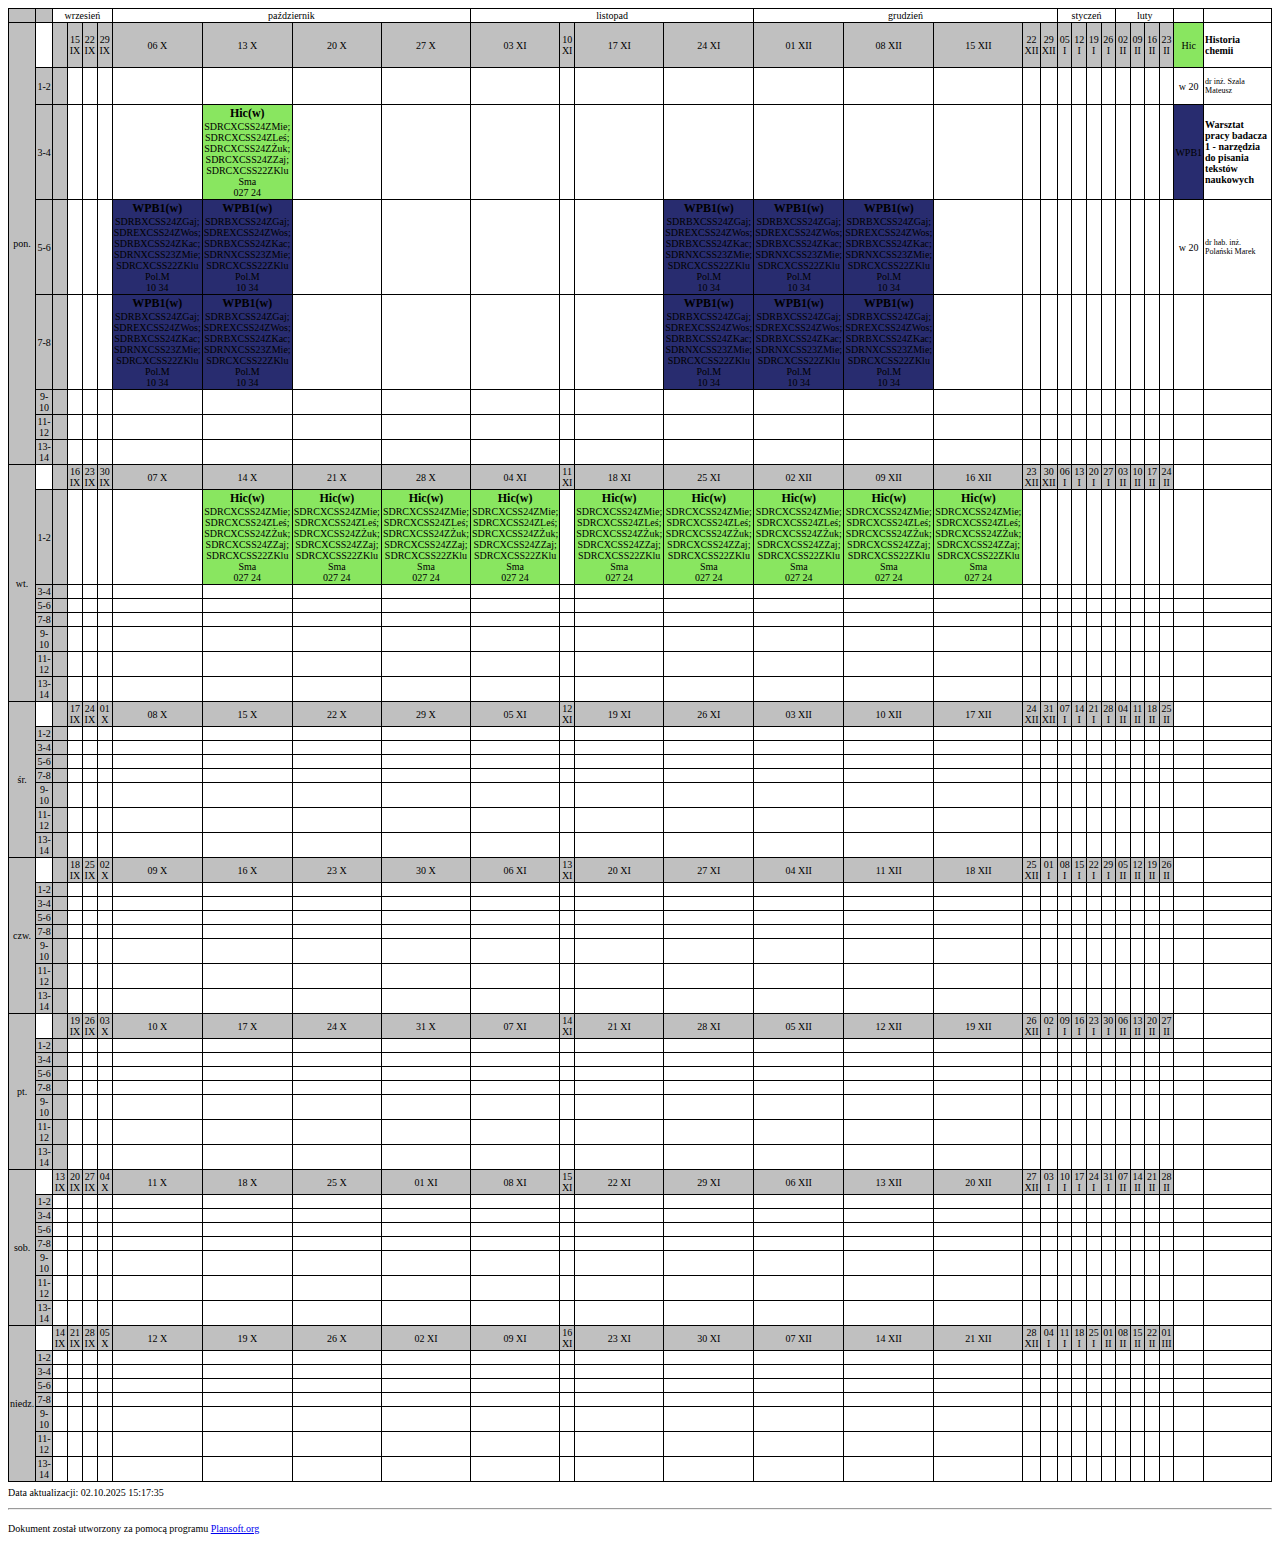 wrzesień październik listopad grudzień styczeń luty
pon. 15 IX 22 IX 29 IX 06 X 13 X 20 X 27 X 03 XI 10 XI 17 XI 24 XI 01 XII 08 XII 15 XII 22 XII 29 XII 05 I 12 I 19 I 26 I 02 II 09 II 16 II 23 II Hic Historia chemii
1-2 w 20 dr inż. Szala Mateusz
3-4 WPB1 Warsztat pracy badacza 1 - narzędzia do pisania tekstów naukowych
Hic(w)
SDRCXCSS24ZMie;
SDRCXCSS24ZLeś;
SDRCXCSS24ZŻuk;
SDRCXCSS24ZZaj;
SDRCXCSS22ZKlu
Sma
027 24
5-6 w 20 dr hab. inż. Polański Marek
WPB1(w) WPB1(w) WPB1(w) WPB1(w) WPB1(w)
SDRBXCSS24ZGaj; SDRBXCSS24ZGaj; SDRBXCSS24ZGaj; SDRBXCSS24ZGaj; SDRBXCSS24ZGaj;
SDREXCSS24ZWos; SDREXCSS24ZWos; SDREXCSS24ZWos; SDREXCSS24ZWos; SDREXCSS24ZWos;
SDRBXCSS24ZKac; SDRBXCSS24ZKac; SDRBXCSS24ZKac; SDRBXCSS24ZKac; SDRBXCSS24ZKac;
SDRNXCSS23ZMie; SDRNXCSS23ZMie; SDRNXCSS23ZMie; SDRNXCSS23ZMie; SDRNXCSS23ZMie;
SDRCXCSS22ZKlu SDRCXCSS22ZKlu SDRCXCSS22ZKlu SDRCXCSS22ZKlu SDRCXCSS22ZKlu
Pol.M Pol.M Pol.M Pol.M Pol.M
10 34 10 34 10 34 10 34 10 34
7-8
WPB1(w) WPB1(w) WPB1(w) WPB1(w) WPB1(w)
SDRBXCSS24ZGaj; SDRBXCSS24ZGaj; SDRBXCSS24ZGaj; SDRBXCSS24ZGaj; SDRBXCSS24ZGaj;
SDREXCSS24ZWos; SDREXCSS24ZWos; SDREXCSS24ZWos; SDREXCSS24ZWos; SDREXCSS24ZWos;
SDRBXCSS24ZKac; SDRBXCSS24ZKac; SDRBXCSS24ZKac; SDRBXCSS24ZKac; SDRBXCSS24ZKac;
SDRNXCSS23ZMie; SDRNXCSS23ZMie; SDRNXCSS23ZMie; SDRNXCSS23ZMie; SDRNXCSS23ZMie;
SDRCXCSS22ZKlu SDRCXCSS22ZKlu SDRCXCSS22ZKlu SDRCXCSS22ZKlu SDRCXCSS22ZKlu
Pol.M Pol.M Pol.M Pol.M Pol.M
10 34 10 34 10 34 10 34 10 34
9-10
11-12
13-14
wt. 16 IX 23 IX 30 IX 07 X 14 X 21 X 28 X 04 XI 11 XI 18 XI 25 XI 02 XII 09 XII 16 XII 23 XII 30 XII 06 I 13 I 20 I 27 I 03 II 10 II 17 II 24 II
1-2
Hic(w) Hic(w) Hic(w) Hic(w) Hic(w) Hic(w) Hic(w) Hic(w) Hic(w)
SDRCXCSS24ZMie; SDRCXCSS24ZMie; SDRCXCSS24ZMie; SDRCXCSS24ZMie; SDRCXCSS24ZMie; SDRCXCSS24ZMie; SDRCXCSS24ZMie; SDRCXCSS24ZMie; SDRCXCSS24ZMie;
SDRCXCSS24ZLeś; SDRCXCSS24ZLeś; SDRCXCSS24ZLeś; SDRCXCSS24ZLeś; SDRCXCSS24ZLeś; SDRCXCSS24ZLeś; SDRCXCSS24ZLeś; SDRCXCSS24ZLeś; SDRCXCSS24ZLeś;
SDRCXCSS24ZŻuk; SDRCXCSS24ZŻuk; SDRCXCSS24ZŻuk; SDRCXCSS24ZŻuk; SDRCXCSS24ZŻuk; SDRCXCSS24ZŻuk; SDRCXCSS24ZŻuk; SDRCXCSS24ZŻuk; SDRCXCSS24ZŻuk;
SDRCXCSS24ZZaj; SDRCXCSS24ZZaj; SDRCXCSS24ZZaj; SDRCXCSS24ZZaj; SDRCXCSS24ZZaj; SDRCXCSS24ZZaj; SDRCXCSS24ZZaj; SDRCXCSS24ZZaj; SDRCXCSS24ZZaj;
SDRCXCSS22ZKlu SDRCXCSS22ZKlu SDRCXCSS22ZKlu SDRCXCSS22ZKlu SDRCXCSS22ZKlu SDRCXCSS22ZKlu SDRCXCSS22ZKlu SDRCXCSS22ZKlu SDRCXCSS22ZKlu
Sma Sma Sma Sma Sma Sma Sma Sma Sma
027 24 027 24 027 24 027 24 027 24 027 24 027 24 027 24 027 24
3-4
5-6
7-8
9-10
11-12
13-14
śr. 17 IX 24 IX 01 X 08 X 15 X 22 X 29 X 05 XI 12 XI 19 XI 26 XI 03 XII 10 XII 17 XII 24 XII 31 XII 07 I 14 I 21 I 28 I 04 II 11 II 18 II 25 II
1-2
3-4
5-6
7-8
9-10
11-12
13-14
czw. 18 IX 25 IX 02 X 09 X 16 X 23 X 30 X 06 XI 13 XI 20 XI 27 XI 04 XII 11 XII 18 XII 25 XII 01 I 08 I 15 I 22 I 29 I 05 II 12 II 19 II 26 II
1-2
3-4
5-6
7-8
9-10
11-12
13-14
pt. 19 IX 26 IX 03 X 10 X 17 X 24 X 31 X 07 XI 14 XI 21 XI 28 XI 05 XII 12 XII 19 XII 26 XII 02 I 09 I 16 I 23 I 30 I 06 II 13 II 20 II 27 II
1-2
3-4
5-6
7-8
9-10
11-12
13-14
sob. 13 IX 20 IX 27 IX 04 X 11 X 18 X 25 X 01 XI 08 XI 15 XI 22 XI 29 XI 06 XII 13 XII 20 XII 27 XII 03 I 10 I 17 I 24 I 31 I 07 II 14 II 21 II 28 II
1-2
3-4
5-6
7-8
9-10
11-12
13-14
niedz. 14 IX 21 IX 28 IX 05 X 12 X 19 X 26 X 02 XI 09 XI 16 XI 23 XI 30 XI 07 XII 14 XII 21 XII 28 XII 04 I 11 I 18 I 25 I 01 II 08 II 15 II 22 II 01 III
1-2
3-4
5-6
7-8
9-10
11-12
13-14
Data aktualizacji: 02.10.2025 15:17:35
Dokument został utworzony za pomocą programu Plansoft.org